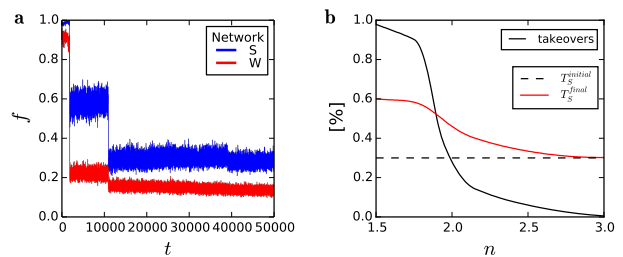 a
1.0
0.8
0.6
0.4
0.2
0.0
f
Network
S
W
0 10000 20000 30000 40000 50000
t
b
1.0
0.8
0.6
0.4
0.2
0.0
[%]
takeovers
T_S^initial
T_S^final
1.5 2.0 2.5 3.0
n